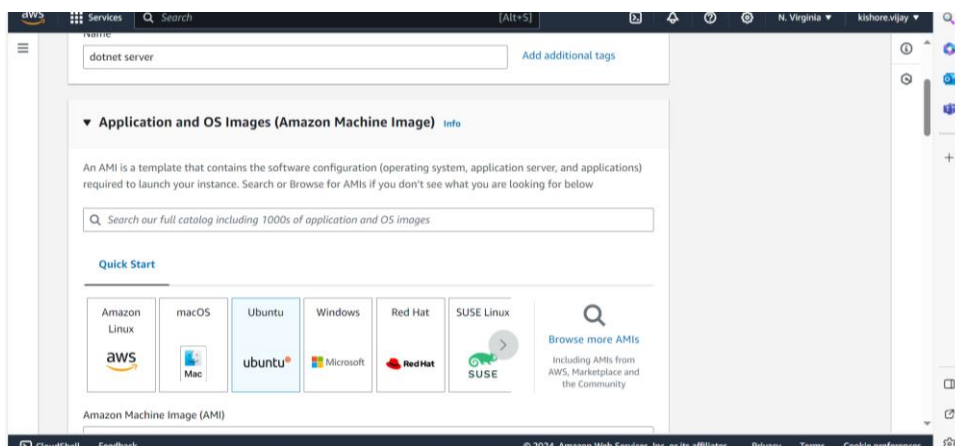 aws Services Search [Alt+S] N. Virginia kishore.vijay
Name
dotnet server
Add additional tags
Application and OS Images (Amazon Machine Image) Info
An AMI is a template that contains the software configuration (operating system, application server, and applications)
required to launch your instance. Search or Browse for AMIs if you don't see what you are looking for below
Search our full catalog including 1000s of application and OS images
Quick Start
Amazon Linux
aws
macOS
Mac
Ubuntu
ubuntu
Windows
Microsoft
Red Hat
RedHat
SUSE Linux
SUSE
Browse more AMIs
Including AMIs from
AWS, Marketplace and
the Community
Amazon Machine Image (AMI)
CloudShell Feedback © 2024, Amazon Web Services, Inc. or its affiliates. Privacy Terms Cookie preferences